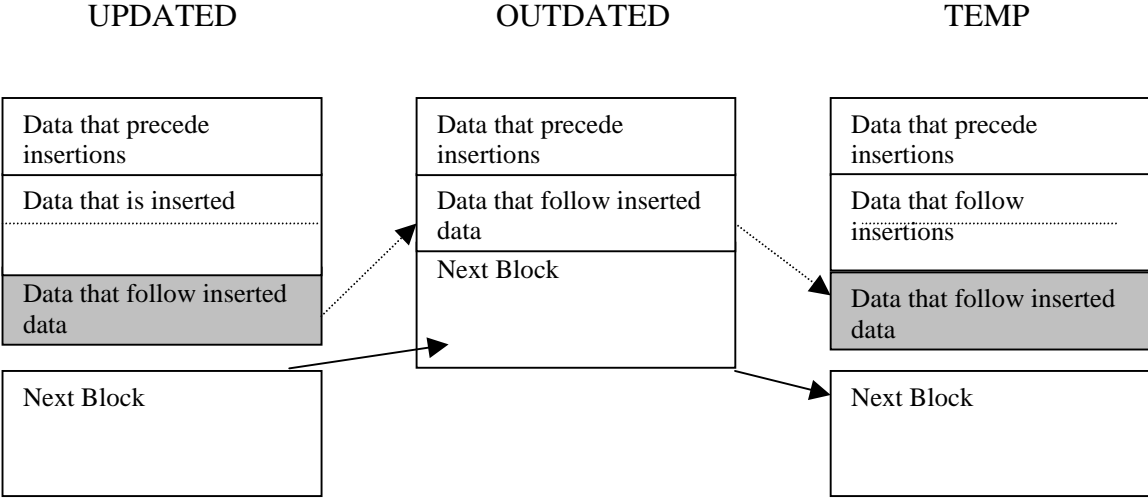 UPDATED
OUTDATED
TEMP
Data that precede
insertions
Data that is inserted
Data that follow inserted
data
Next Block
Data that precede
insertions
Data that follow inserted
data
Next Block
Data that precede
insertions
Data that follow
insertions
Data that follow inserted
data
Next Block